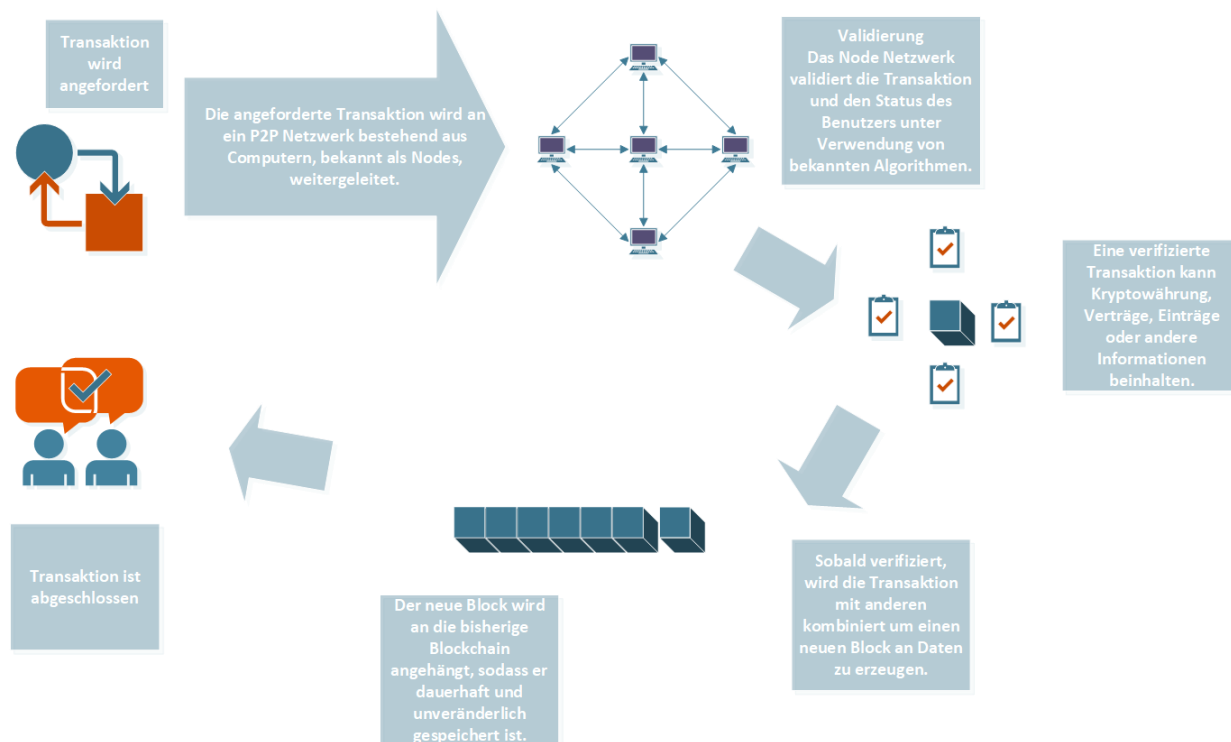 Transaktion
wird
angefordert
Die angeforderte Transaktion wird an
ein P2P Netzwerk bestehend aus
Computern, bekannt als Nodes,
weitergeleitet.
Validierung
Das Node Netzwerk
validiert die Transaktion
und den Status des
Benutzers unter
Verwendung von
bekannten Algorithmen.
Eine verifizierte
Transaktion kann
Kryptowährung,
Verträge, Einträge
oder andere
Informationen
beinhalten.
Sobald verifiziert,
wird die Transaktion
mit anderen
kombiniert um einen
neuen Block an Daten
zu erzeugen.
Der neue Block wird
an die bisherige
Blockchain
angehängt, sodass er
dauerhaft und
unveränderlich
gespeichert ist.
Transaktion ist
abgeschlossen